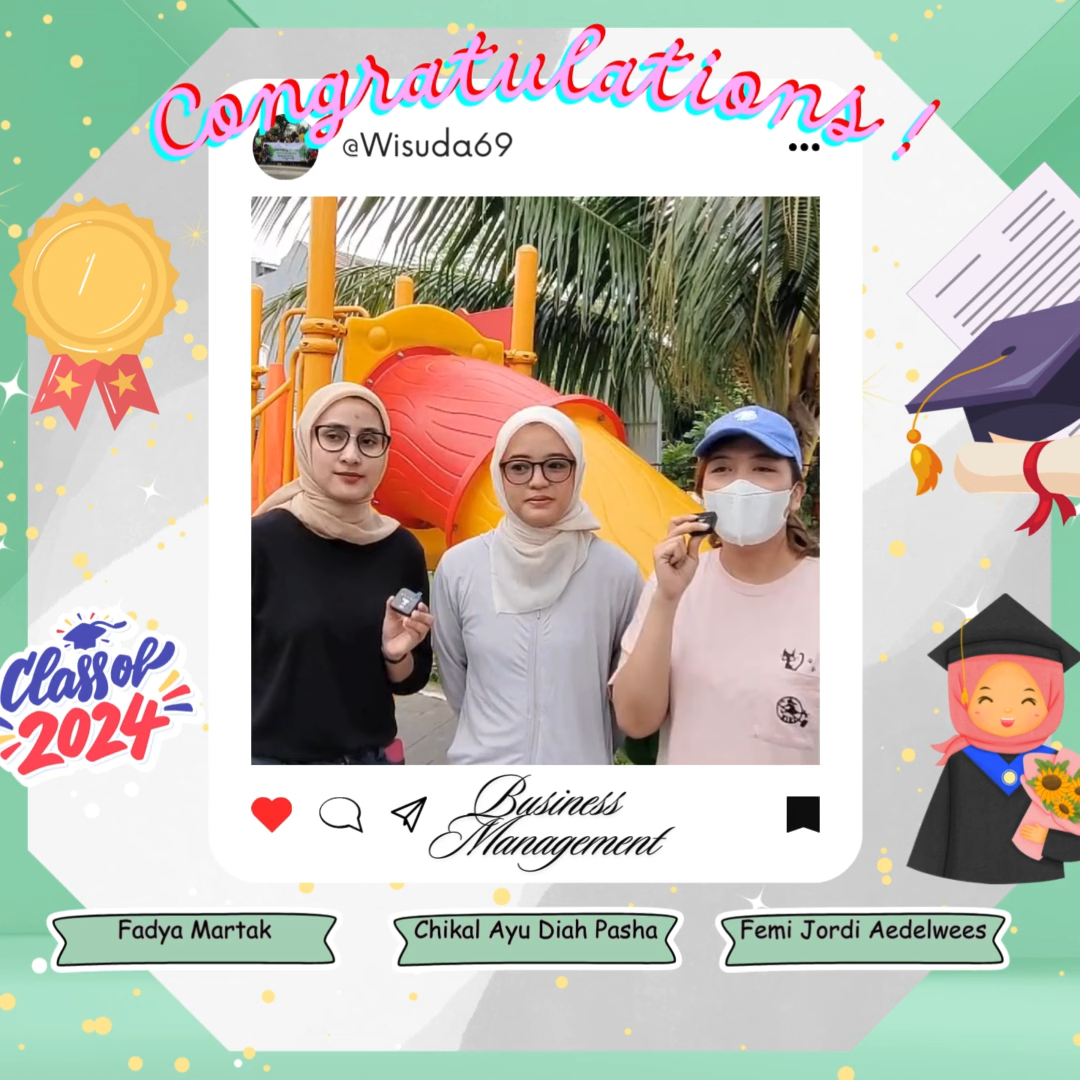 Congratulations !
@Wisuda69
Class of
2024
Business
Management
Fadya Martak
Chikal Ayu Diah Pasha
Femi Jordi Aedelwees